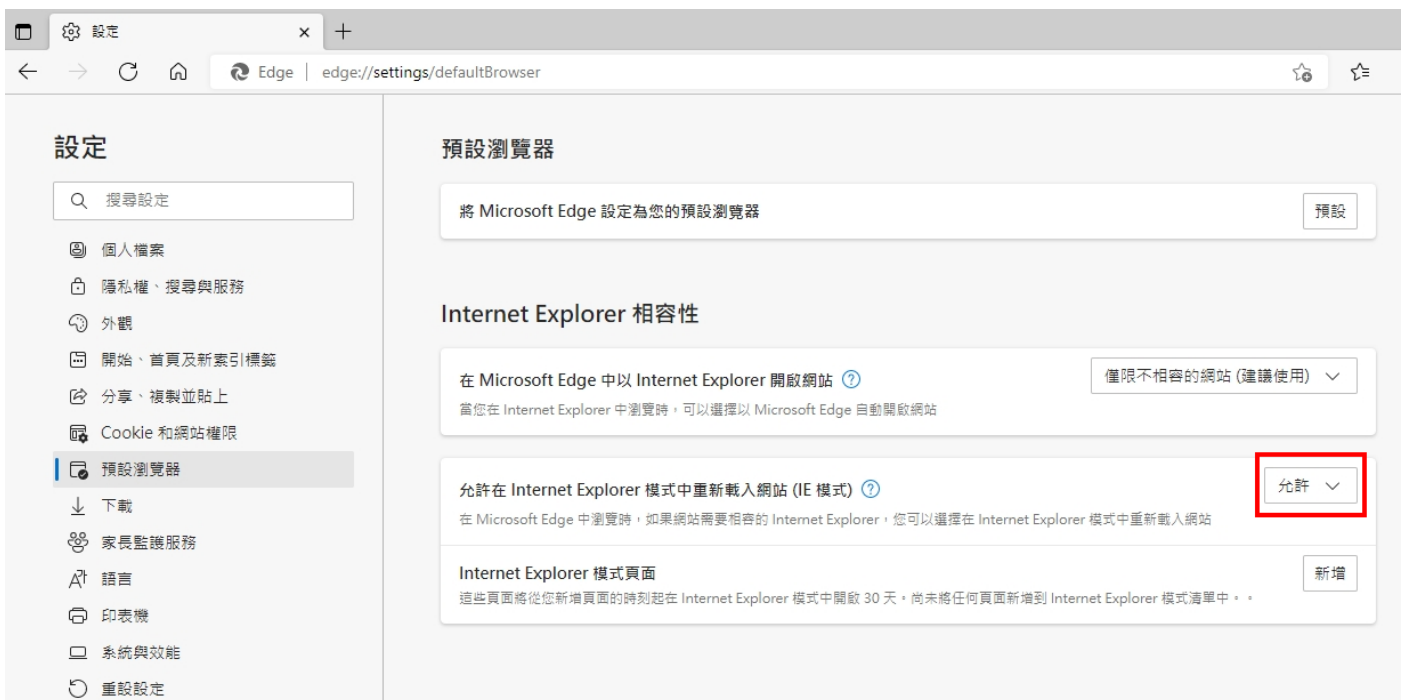 設定
Edge | edge://settings/defaultBrowser
設定
搜尋設定
個人檔案
隱私權、搜尋與服務
外觀
開始、首頁及新索引標籤
分享、複製並貼上
Cookie 和網站權限
預設瀏覽器
下載
家長監護服務
語言
印表機
系統與效能
重設設定
預設瀏覽器
將 Microsoft Edge 設定為您的預設瀏覽器
預設
Internet Explorer 相容性
在 Microsoft Edge 中以 Internet Explorer 開啟網站
僅限不相容的網站 (建議使用)
當您在 Internet Explorer 中瀏覽時，可以選擇以 Microsoft Edge 自動開啟網站
允許在 Internet Explorer 模式中重新載入網站 (IE 模式)
允許
在 Microsoft Edge 中瀏覽時，如果網站需要相容的 Internet Explorer，您可以選擇在 Internet Explorer 模式中重新載入網站
Internet Explorer 模式頁面
新增
這些頁面將從您新增頁面的時刻起在 Internet Explorer 模式中開啟 30 天。尚未將任何頁面新增到 Internet Explorer 模式清單中。。